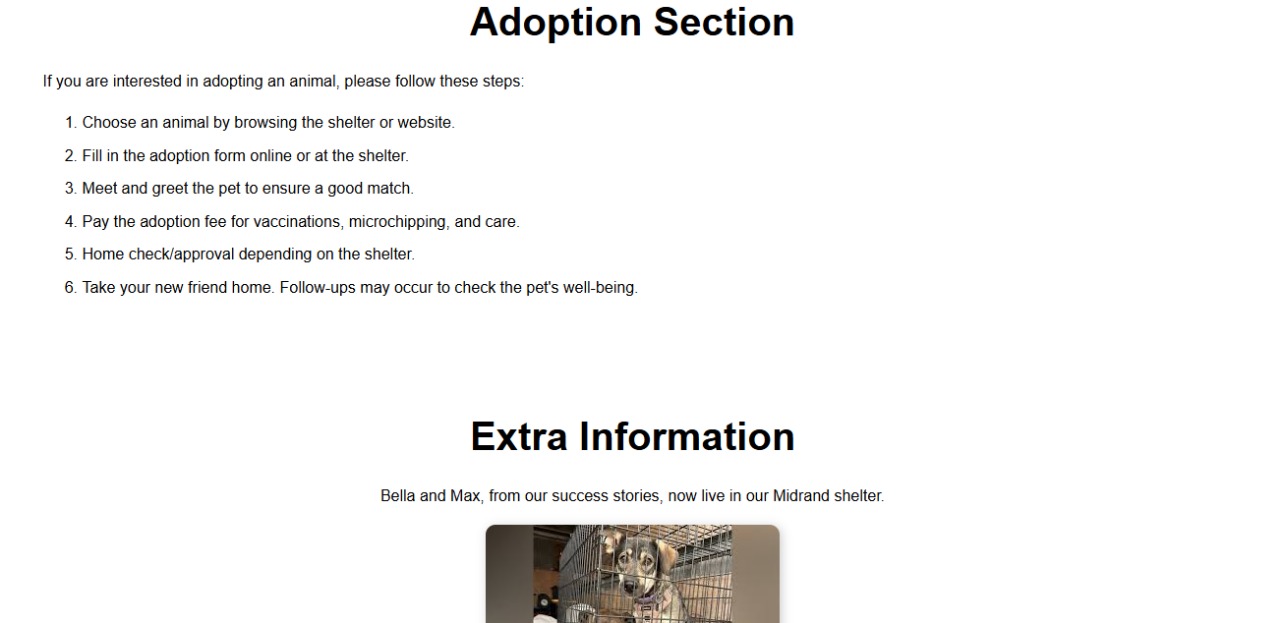 Adoption Section
If you are interested in adopting an animal, please follow these steps:
1. Choose an animal by browsing the shelter or website.
2. Fill in the adoption form online or at the shelter.
3. Meet and greet the pet to ensure a good match.
4. Pay the adoption fee for vaccinations, microchipping, and care.
5. Home check/approval depending on the shelter.
6. Take your new friend home. Follow-ups may occur to check the pet's well-being.
Extra Information
Bella and Max, from our success stories, now live in our Midrand shelter.